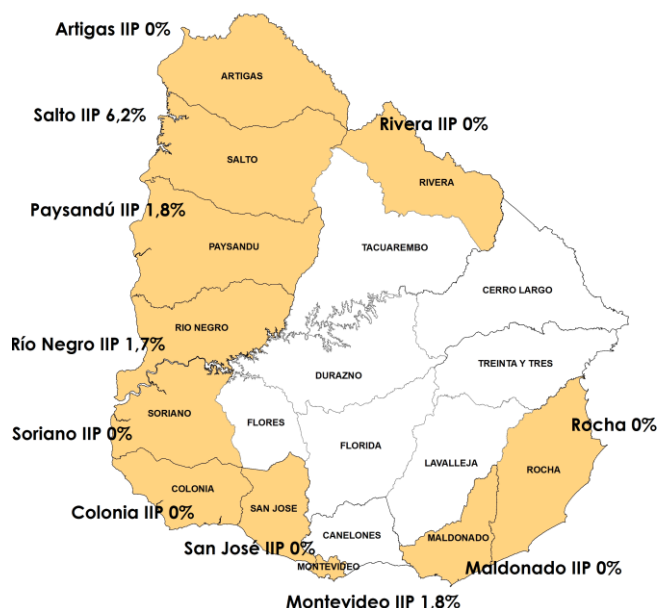 Artigas IIP 0%
ARTIGAS
Salto IIP 6,2%
Rivera IIP 0%
SALTO
RIVERA
Paysandú IIP 1,8%
PAYSANDU
TACUAREMBO
CERRO LARGO
RIO NEGRO
Río Negro IIP 1,7%
TREINTA Y TRES
DURAZNO
SORIANO
FLORES
Rocha 0%
Soriano IIP 0%
FLORIDA
LAVALLEJA
ROCHA
COLONIA
Colonia IIP 0%
SAN JOSE
CANELONES
MALDONADO
San José IIP 0%
MONTEVIDEO
Maldonado IIP 0%
Montevideo IIP 1,8%